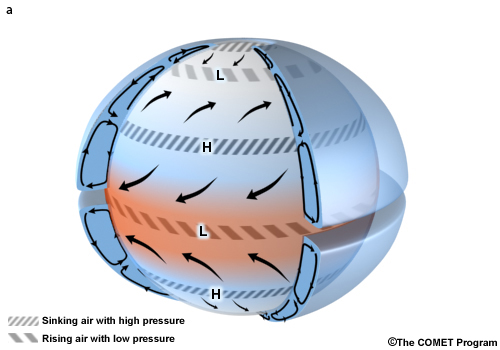 a
L
H
L
H
Sinking air with high pressure
Rising air with low pressure
©The COMET Program